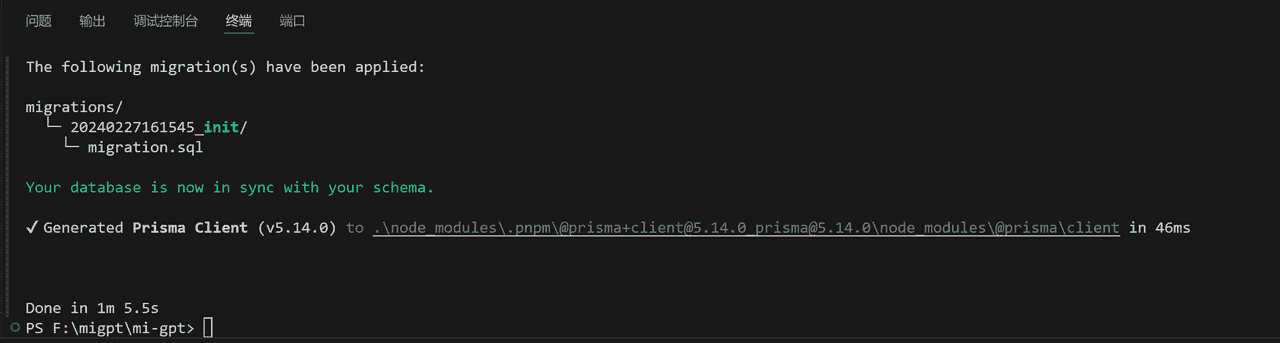 问题 输出 调试控制台 终端 端口
The following migration(s) have been applied:
migrations/
└─ 20240227161545_init/
└─ migration.sql
Your database is now in sync with your schema.
✔ Generated Prisma Client (v5.14.0) to .\node_modules\.pnpm\@prisma+client@5.14.0_prisma@5.14.0\node_modules\@prisma\client in 46ms
Done in 1m 5.5s
PS F:\migpt\mi-gpt>